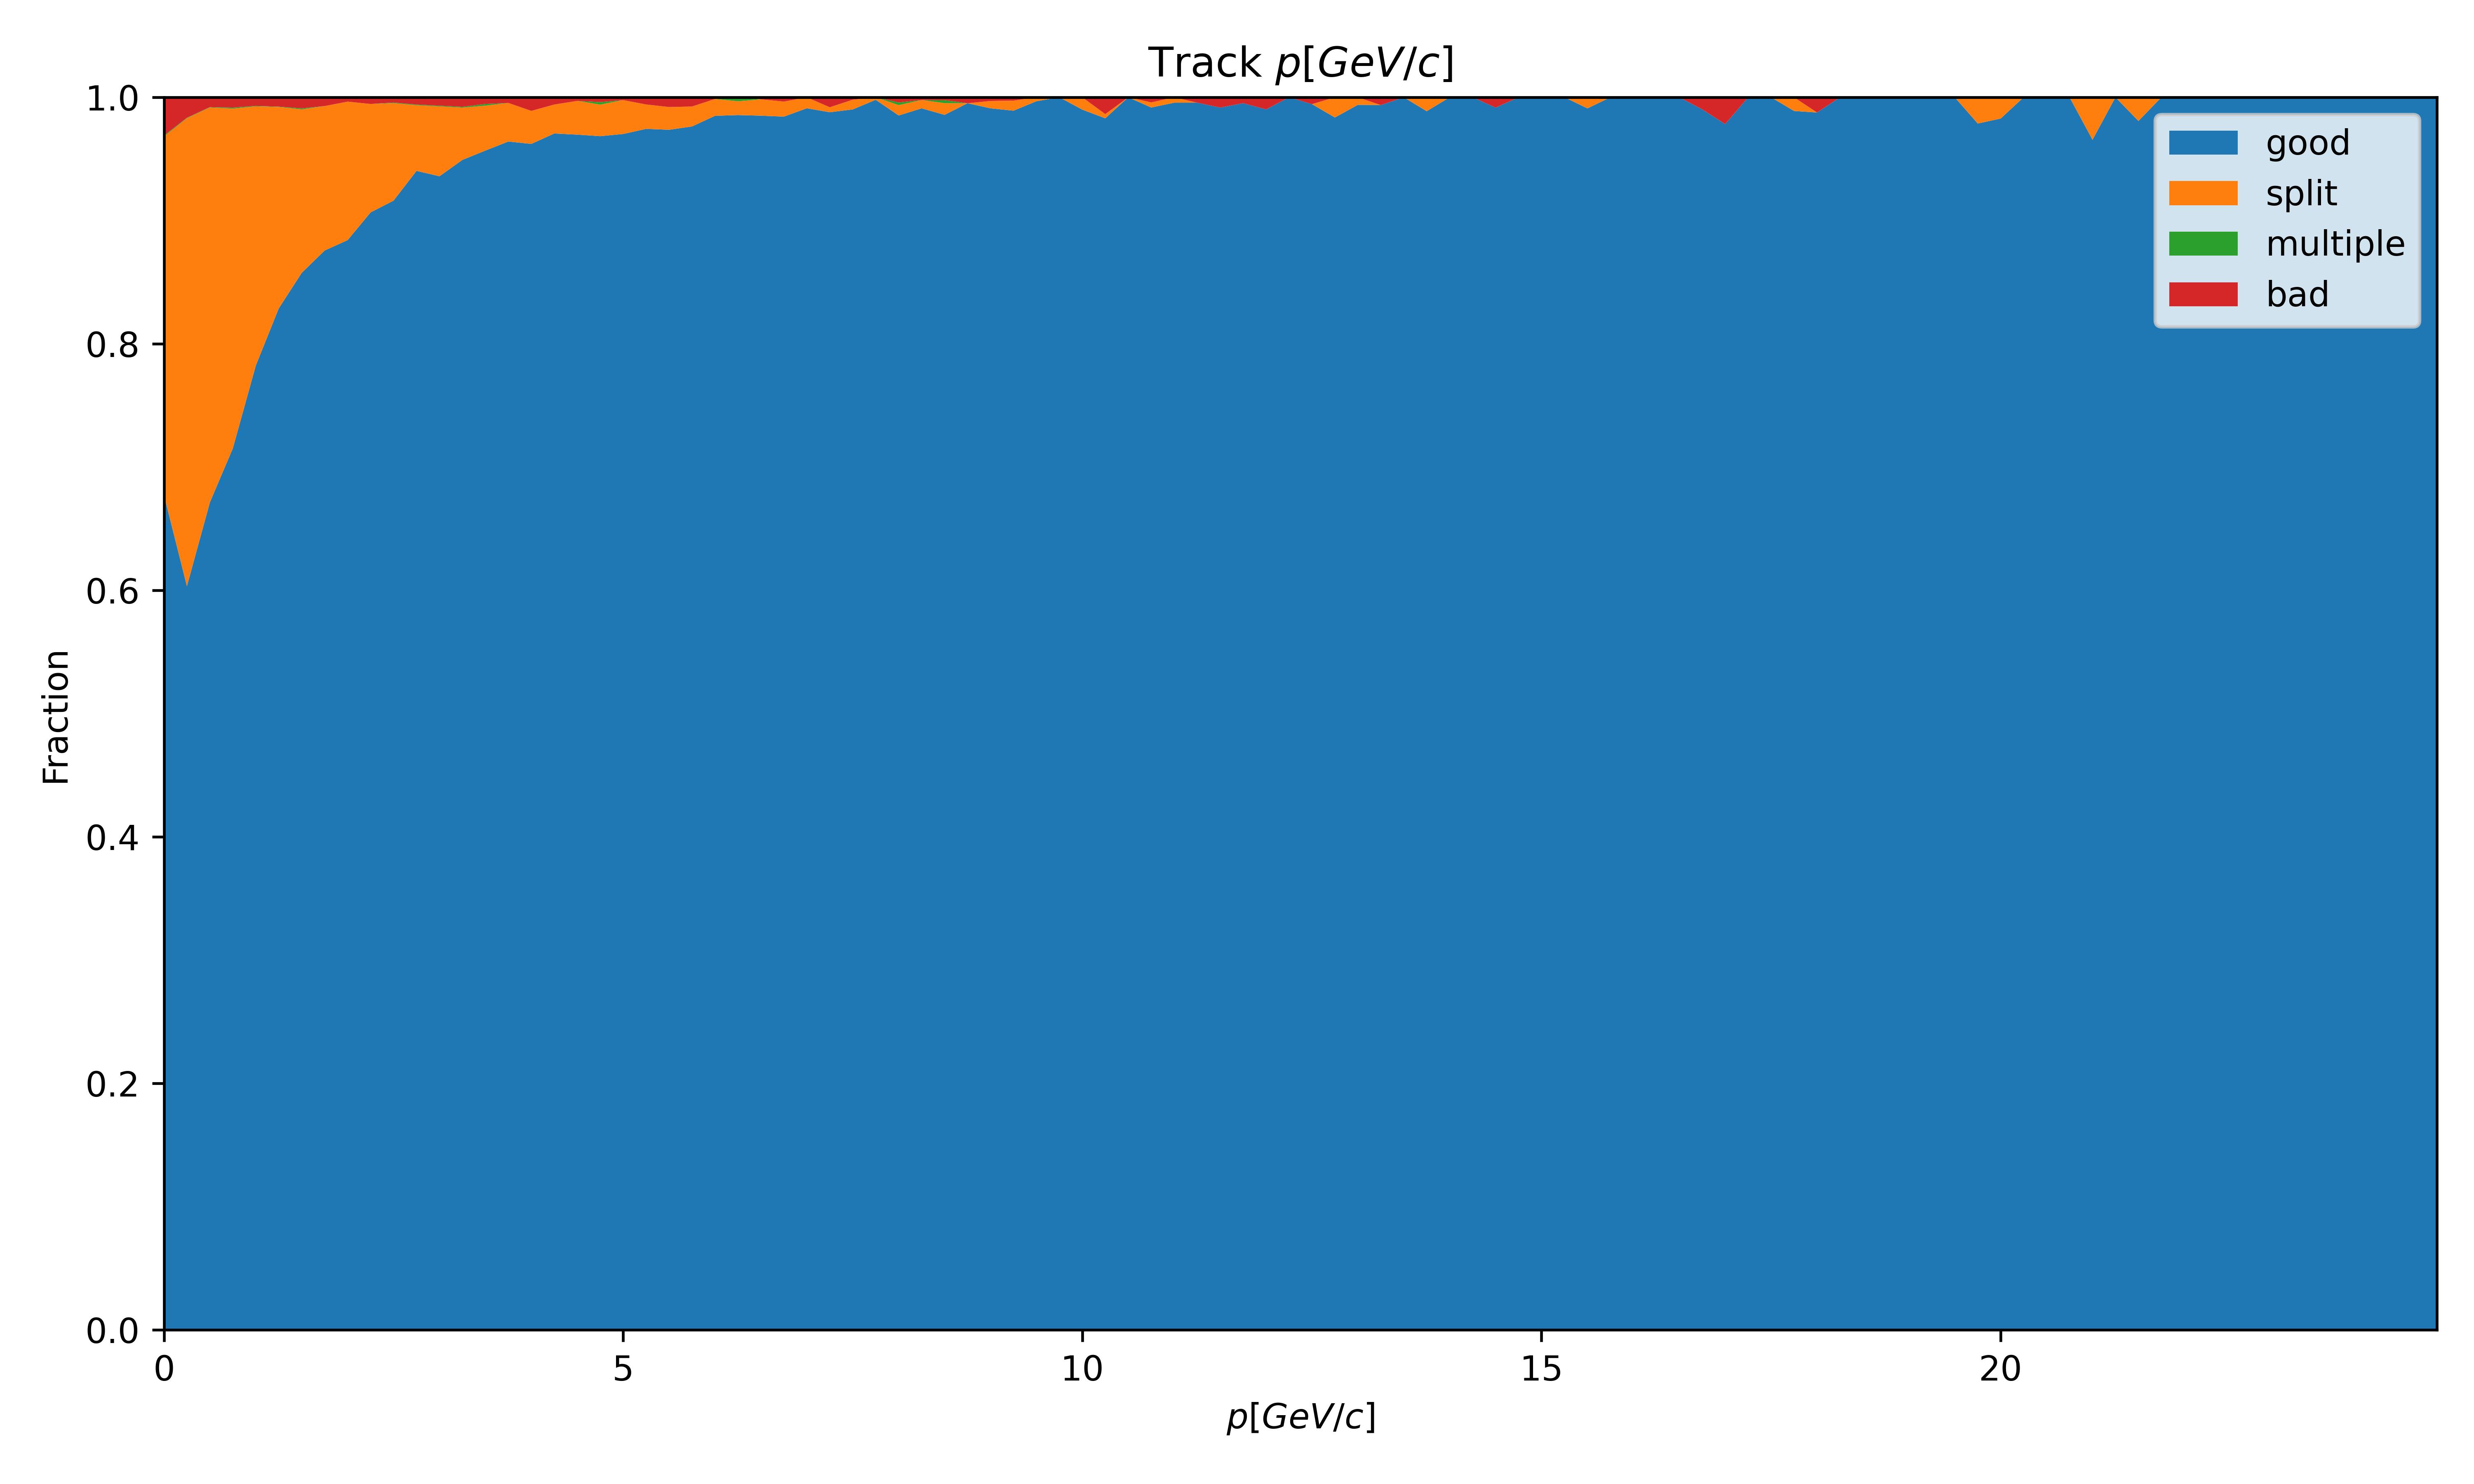 Track p[GeV/c]
1.0
0.8
0.6
0.4
0.2
0.0
Fraction
good
split
multiple
bad
0 5 10 15 20
p[GeV/c]